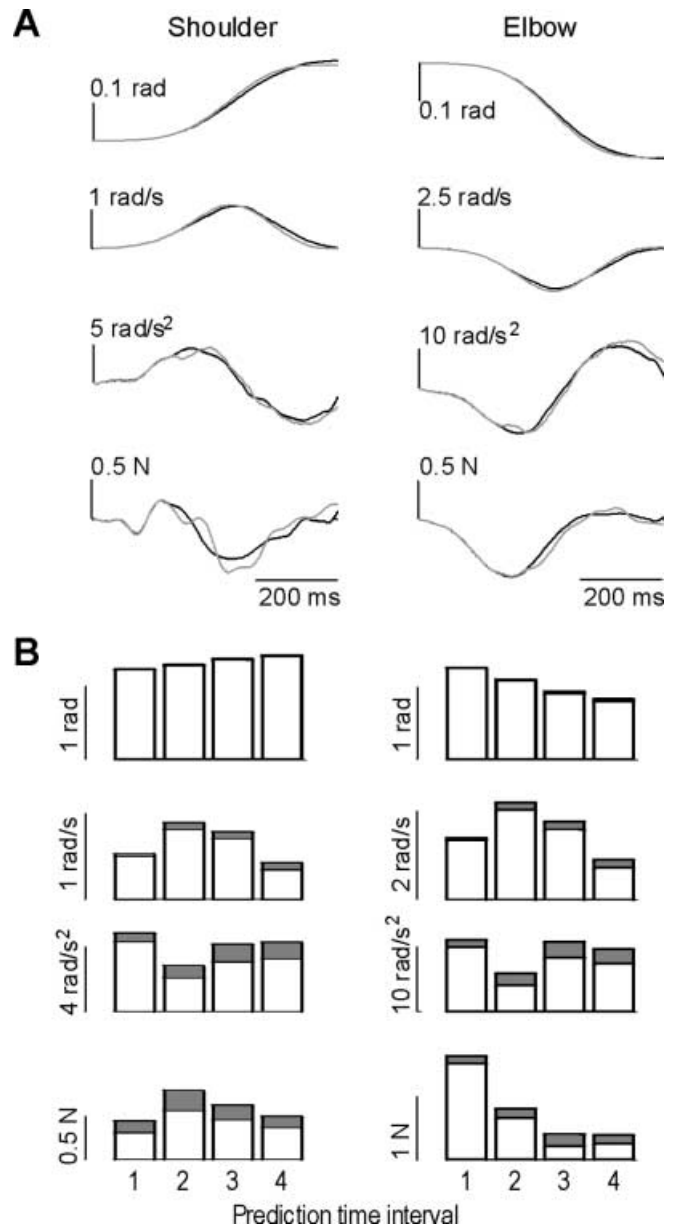 A
Shoulder Elbow
0.1 rad 0.1 rad
1 rad/s 2.5 rad/s
5 rad/s² 10 rad/s²
0.5 N 0.5 N
200 ms 200 ms
B
1 rad 1 rad
1 rad/s 2 rad/s
4 rad/s² 10 rad/s²
0.5 N 1 N
1 2 3 4 1 2 3 4
Prediction time interval